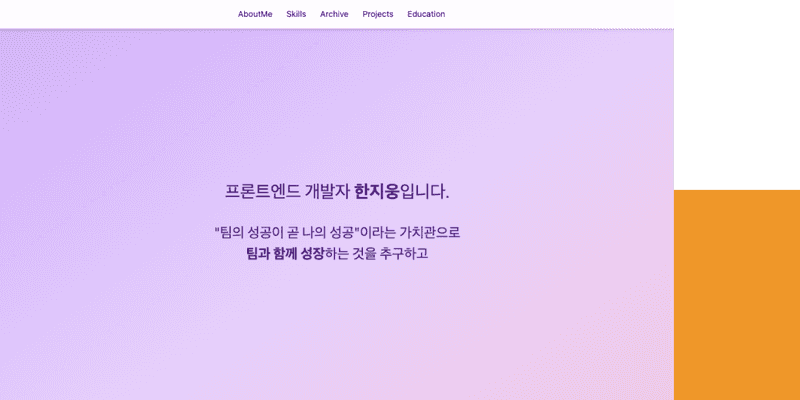 AboutMe Skills Archive Projects Education
프론트엔드 개발자 한지웅입니다.
"팀의 성공이 곧 나의 성공"이라는 가치관으로
팀과 함께 성장하는 것을 추구하고